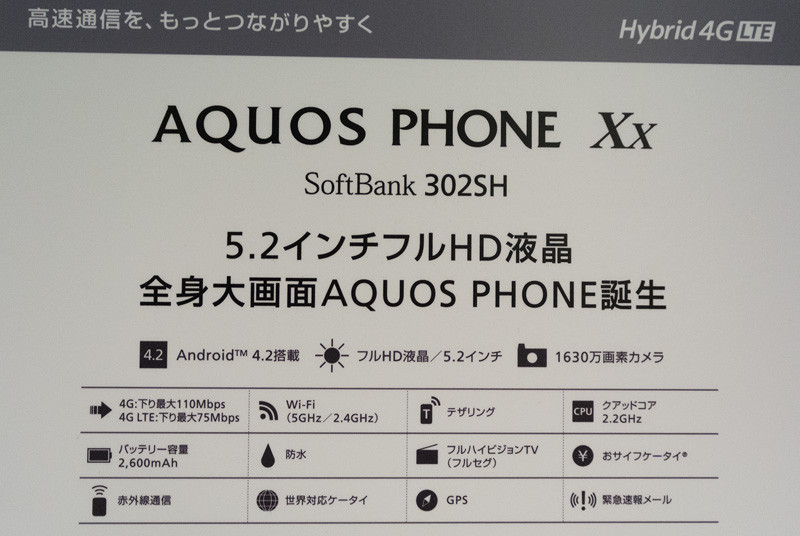 高速通信を、もっとつながりやすく
Hybrid 4G LTE
AQUOS PHONE Xx
SoftBank 302SH
5.2インチフルHD液晶
全身大画面AQUOS PHONE誕生
4.2 Android™ 4.2搭載 フルHD液晶／5.2インチ 1630万画素カメラ
4G:下り最大110Mbps
4G LTE:下り最大75Mbps
Wi-Fi
(5GHz／2.4GHz)
T テザリング
CPU クアッドコア
2.2GHz
バッテリー容量
2,600mAh
防水
フルハイビジョンTV
(フルセグ)
¥ おサイフケータイ®
赤外線通信
世界対応ケータイ
GPS
緊急速報メール